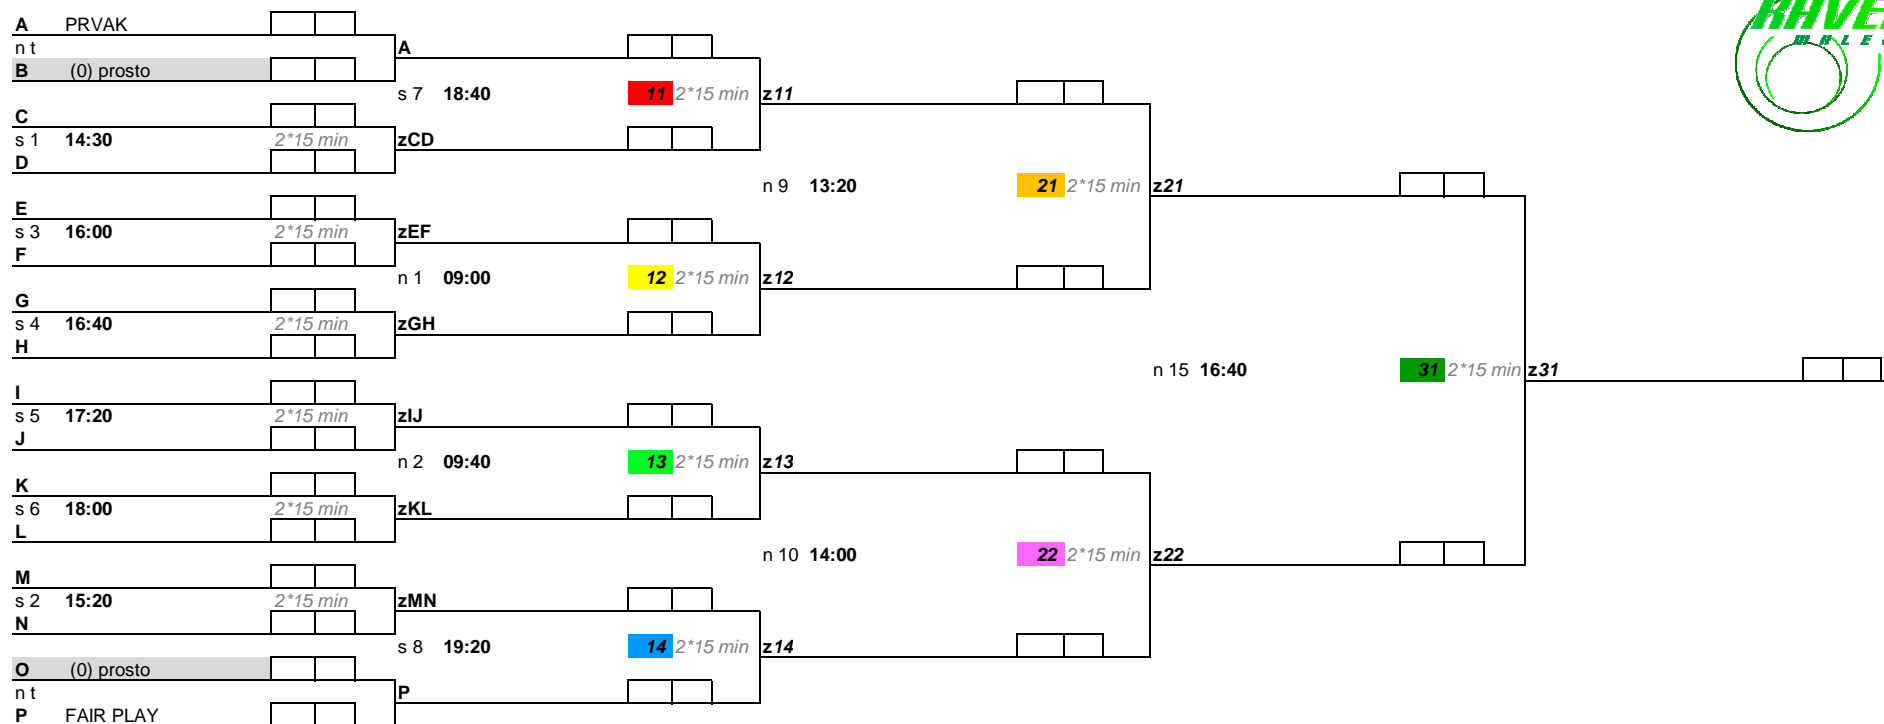 A PRVAK
n t
A
B (0) prosto
s 7 18:40 11 2*15 min z11
C
s 1 14:30 2*15 min zCD
D
n 9 13:20 21 2*15 min z21
E
s 3 16:00 2*15 min zEF
F
n 1 09:00 12 2*15 min z12
G
s 4 16:40 2*15 min zGH
H
n 15 16:40 31 2*15 min z31
I
s 5 17:20 2*15 min zIJ
J
n 2 09:40 13 2*15 min z13
K
s 6 18:00 2*15 min zKL
L
n 10 14:00 22 2*15 min z22
M
s 2 15:20 2*15 min zMN
N
s 8 19:20 14 2*15 min z14
O (0) prosto
n t
P
P FAIR PLAY